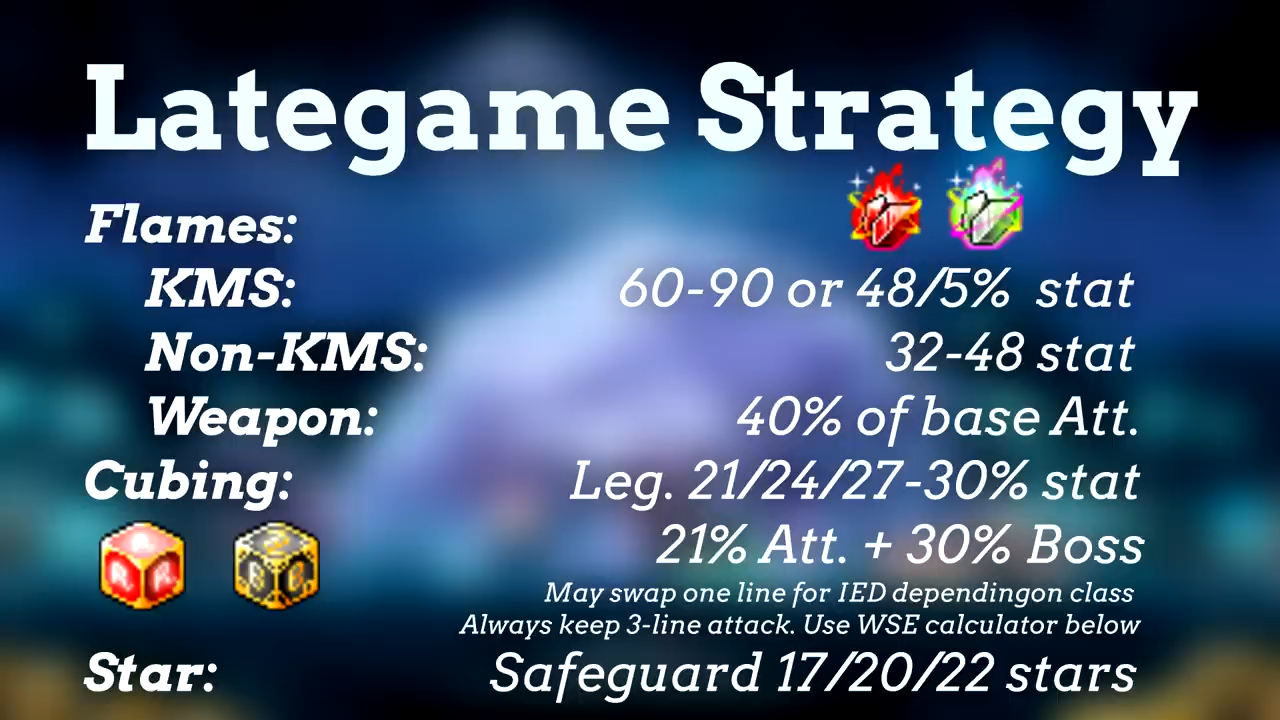 Lategame Strategy
Flames:
KMS: 60-90 or 48/5% stat
Non-KMS: 32-48 stat
Weapon: 40% of base Att.
Cubing: Leg. 21/24/27-30% stat
21% Att. + 30% Boss
May swap one line for IED dependingon class
Always keep 3-line attack. Use WSE calculator below
Star: Safeguard 17/20/22 stars